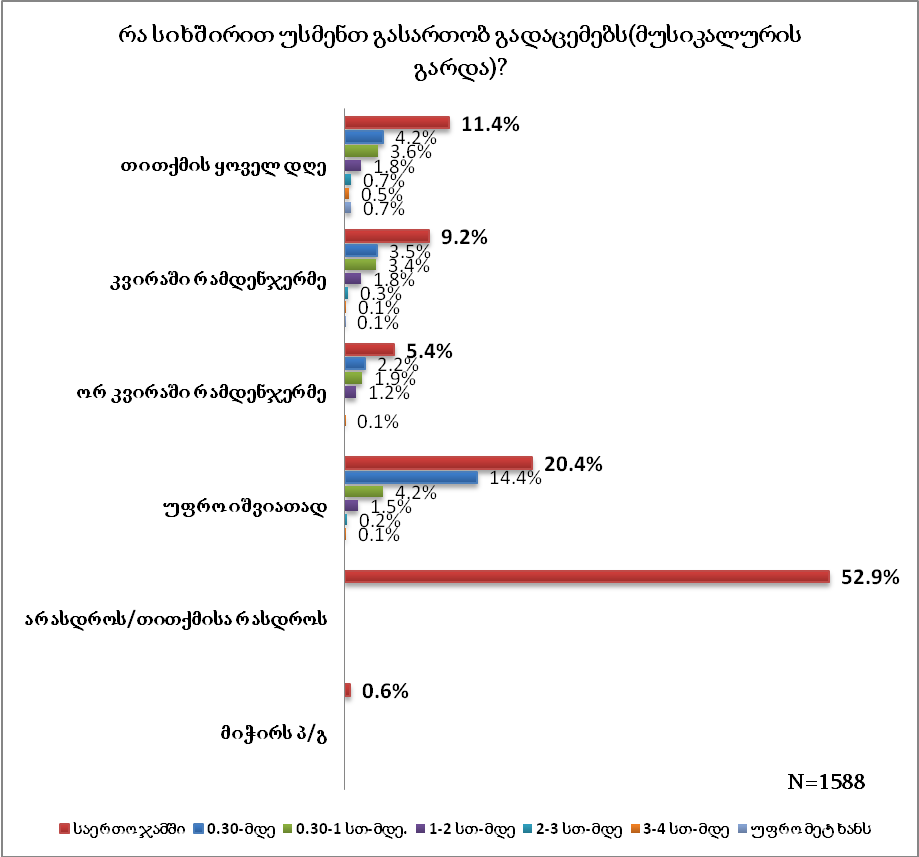 რა სიხშირით უსმენთ გასართობ გადაცემებს(მუსიკალურის
გარდა)?
11.4%
4.2%
3.6%
თითქმის ყოველ დღე
1.8%
0.7%
0.5%
0.7%
9.2%
3.5%
3.4%
კვირაში რამდენჯერმე
1.8%
0.3%
0.1%
0.1%
5.4%
2.2%
1.9%
ორ კვირაში რამდენჯერმე
1.2%
0.1%
20.4%
14.4%
4.2%
უფრო იშვიათად
1.5%
0.2%
0.1%
52.9%
არასდროს/თითქმისა რასდროს
0.6%
მიჭირს პ/გ
N=1588
საერთო ჯამში 0.30-მდე 0.30-1 სთ-მდე. 1-2 სთ-მდე 2-3 სთ-მდე 3-4 სთ-მდე უფრო მეტ ხანს